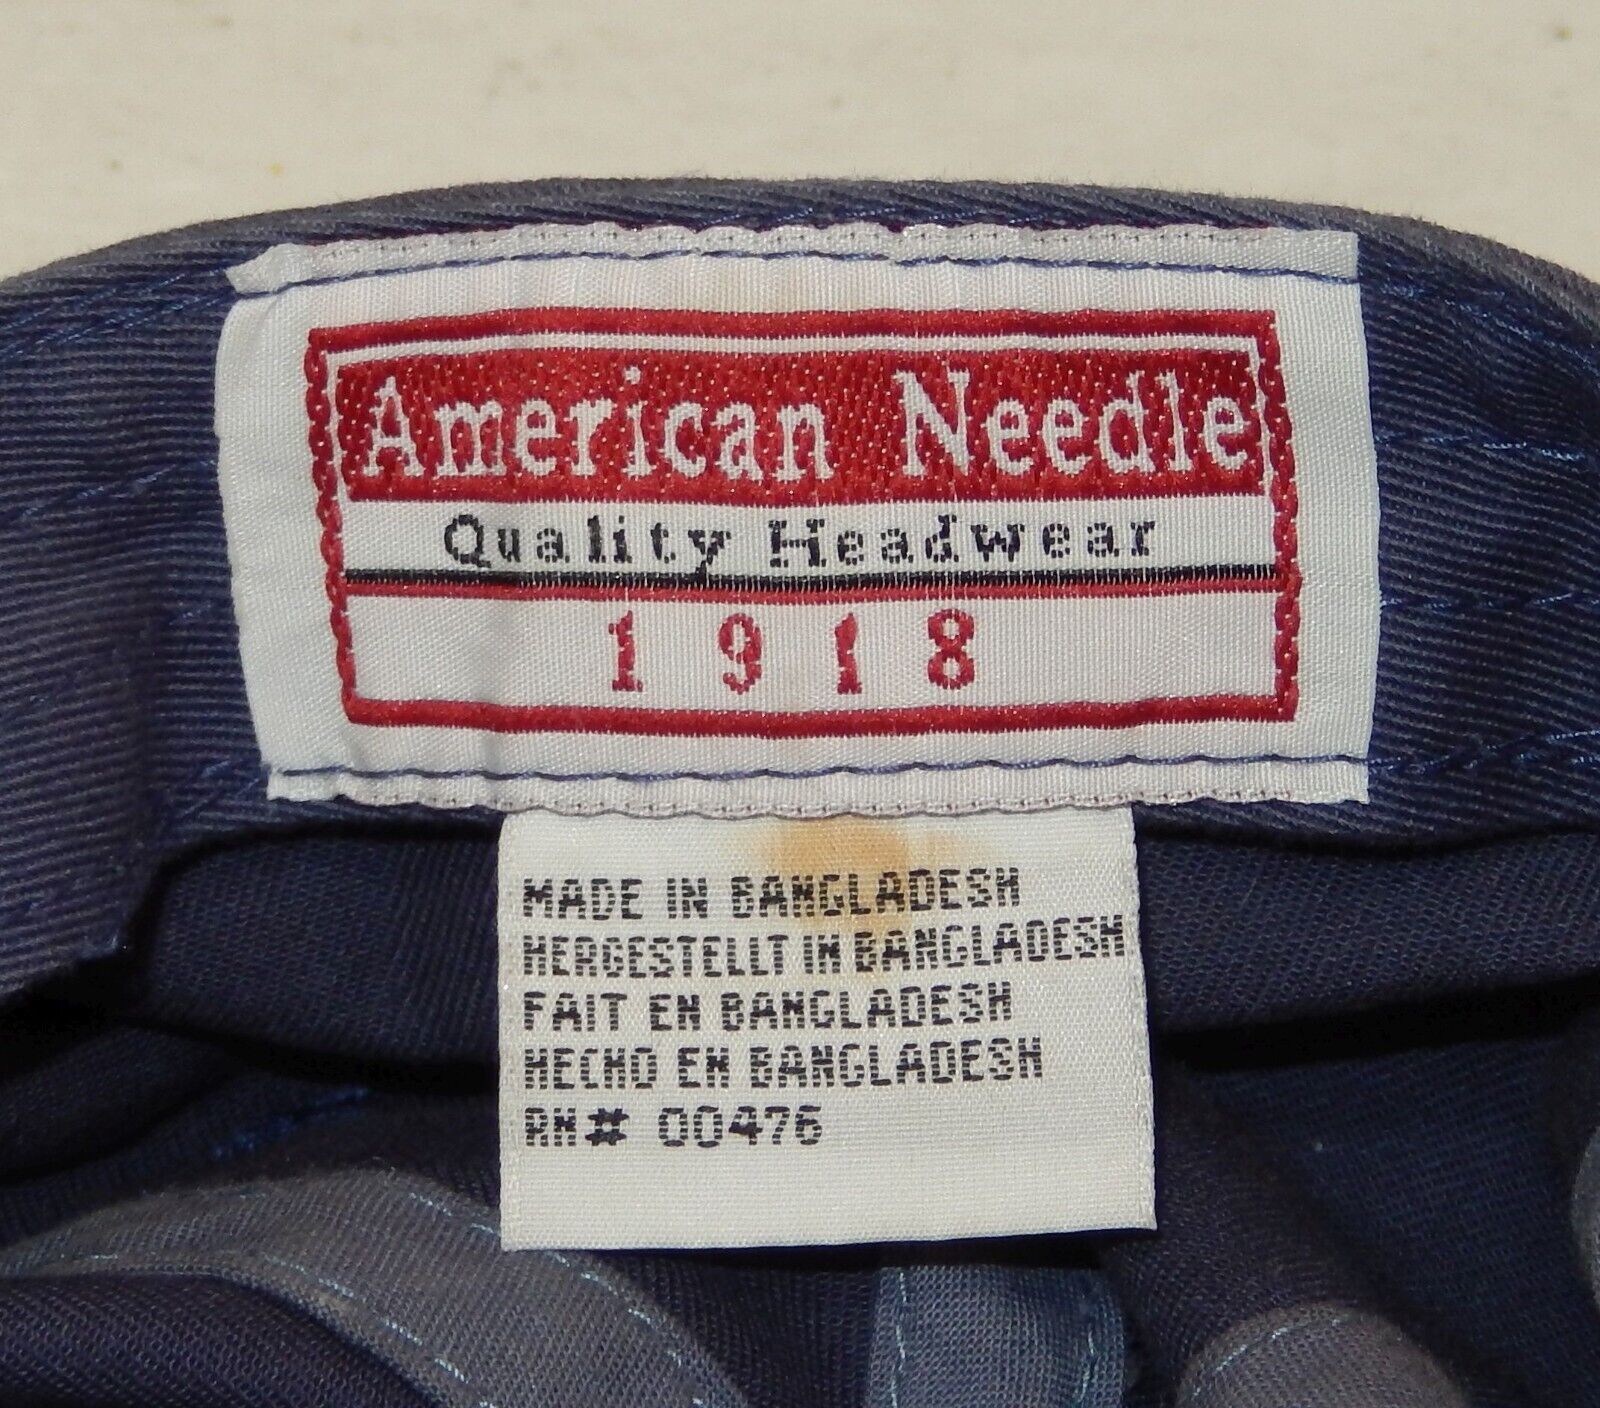 American Needle
Quality Headwear
1918
MADE IN BANGLADESH
HERGESTELLT IN BANGLADESH
FAIT EN BANGLADESH
HECHO EN BANGLADESH
RN# 00476